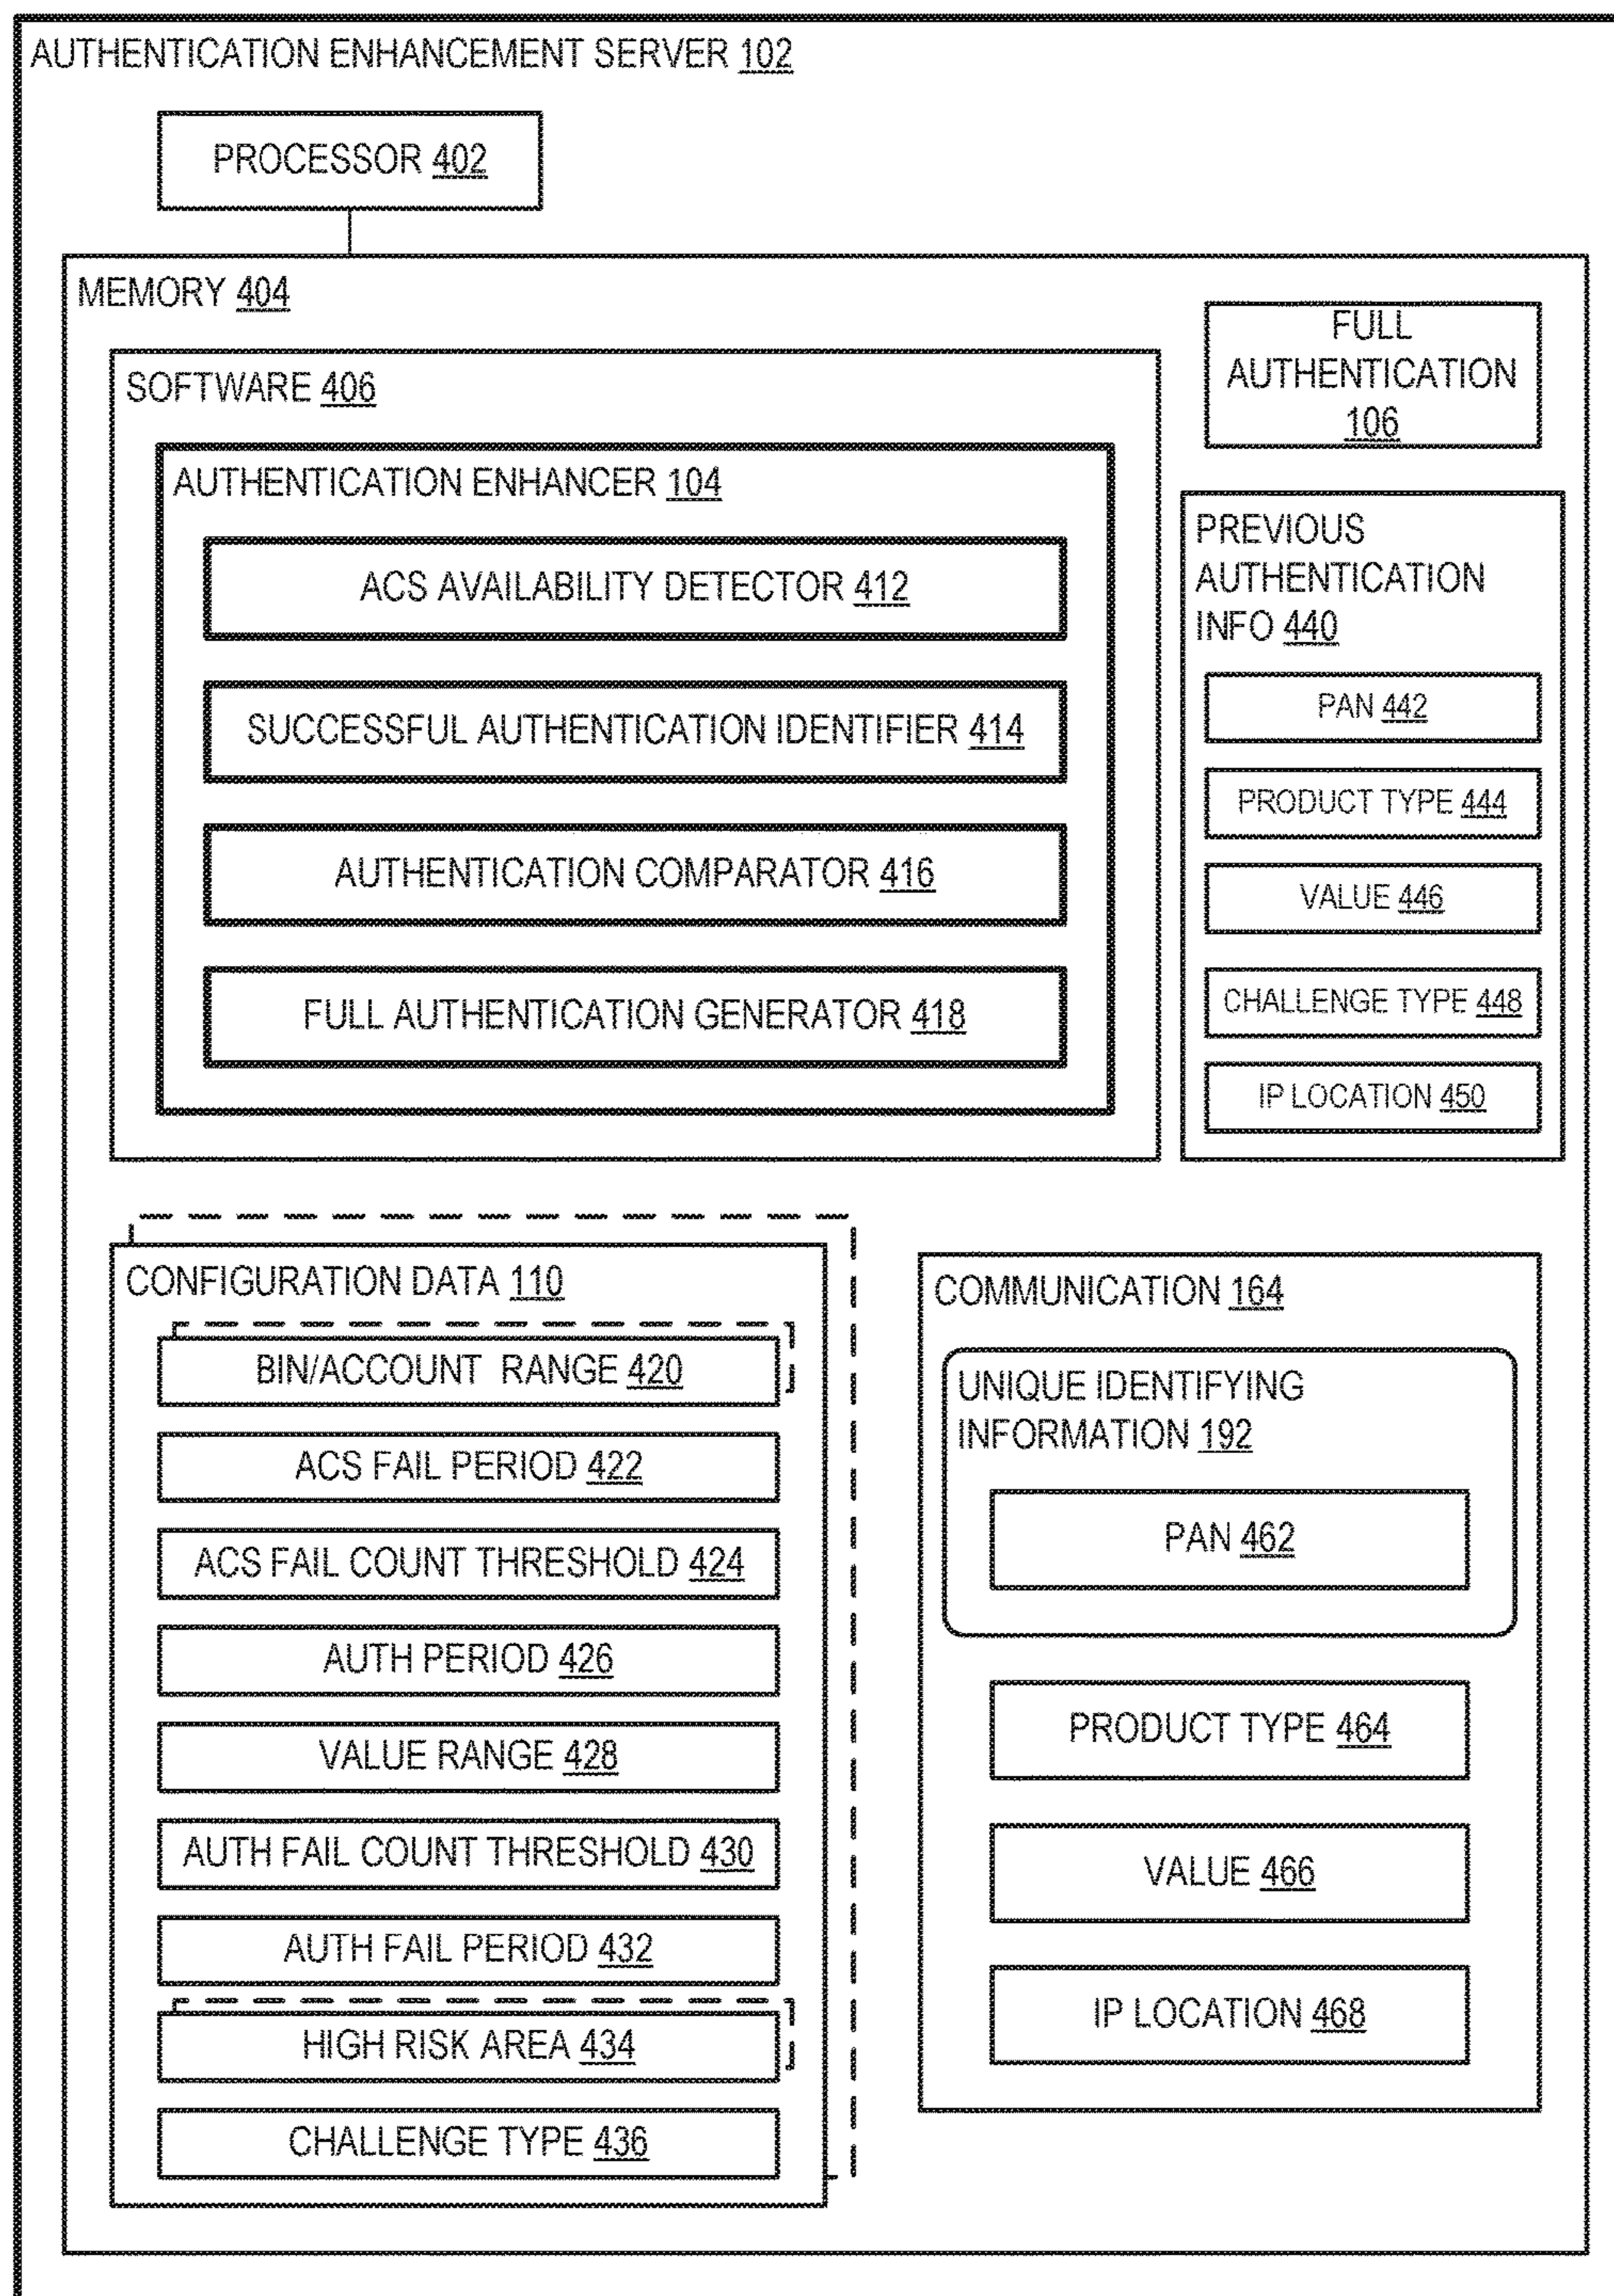 AUTHENTICATION ENHANCEMENT SERVER 102
PROCESSOR 402
MEMORY 404
SOFTWARE 406
AUTHENTICATION ENHANCER 104
ACS AVAILABILITY DETECTOR 412
SUCCESSFUL AUTHENTICATION IDENTIFIER 414
AUTHENTICATION COMPARATOR 416
FULL AUTHENTICATION GENERATOR 418
FULL
AUTHENTICATION
106
PREVIOUS
AUTHENTICATION
INFO 440
PAN 442
PRODUCT TYPE 444
VALUE 446
CHALLENGE TYPE 448
IP LOCATION 450
CONFIGURATION DATA 110
BIN/ACCOUNT RANGE 420
ACS FAIL PERIOD 422
ACS FAIL COUNT THRESHOLD 424
AUTH PERIOD 426
VALUE RANGE 428
AUTH FAIL COUNT THRESHOLD 430
AUTH FAIL PERIOD 432
HIGH RISK AREA 434
CHALLENGE TYPE 436
COMMUNICATION 164
UNIQUE IDENTIFYING
INFORMATION 192
PAN 462
PRODUCT TYPE 464
VALUE 466
IP LOCATION 468